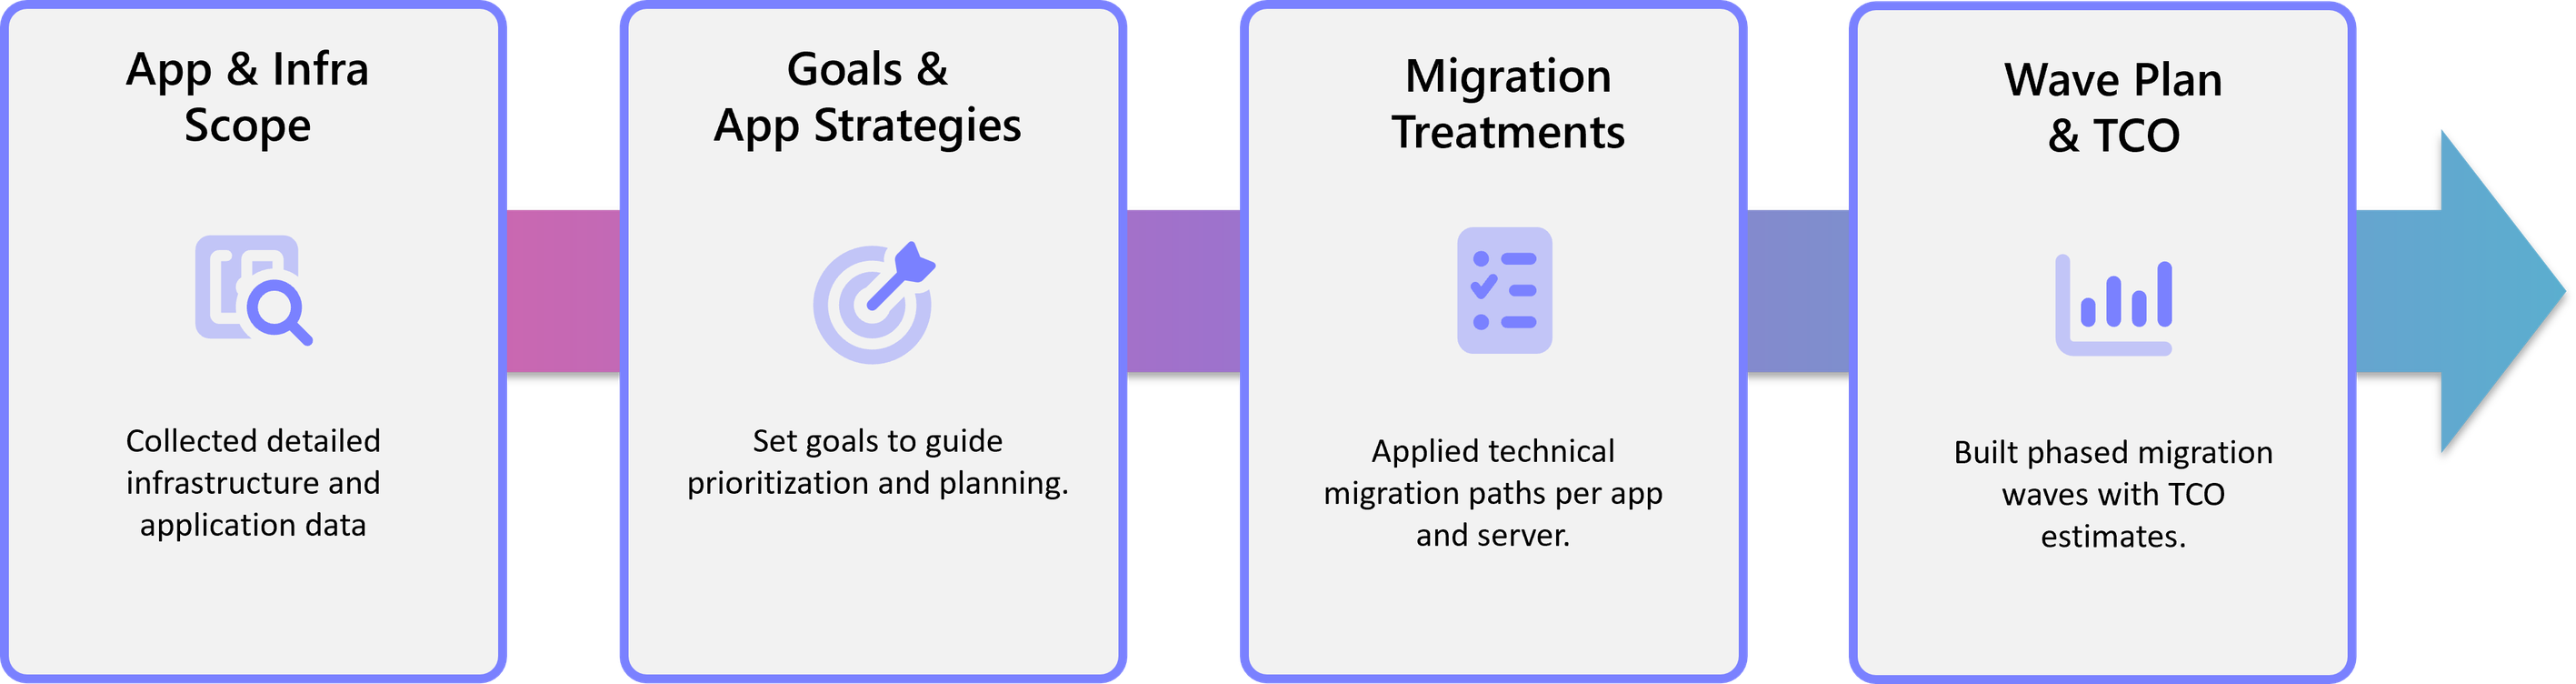 App & Infra
Scope
Collected detailed
infrastructure and
application data
Goals &
App Strategies
Set goals to guide
prioritization and planning.
Migration
Treatments
Applied technical
migration paths per app
and server.
Wave Plan
& TCO
Built phased migration
waves with TCO
estimates.